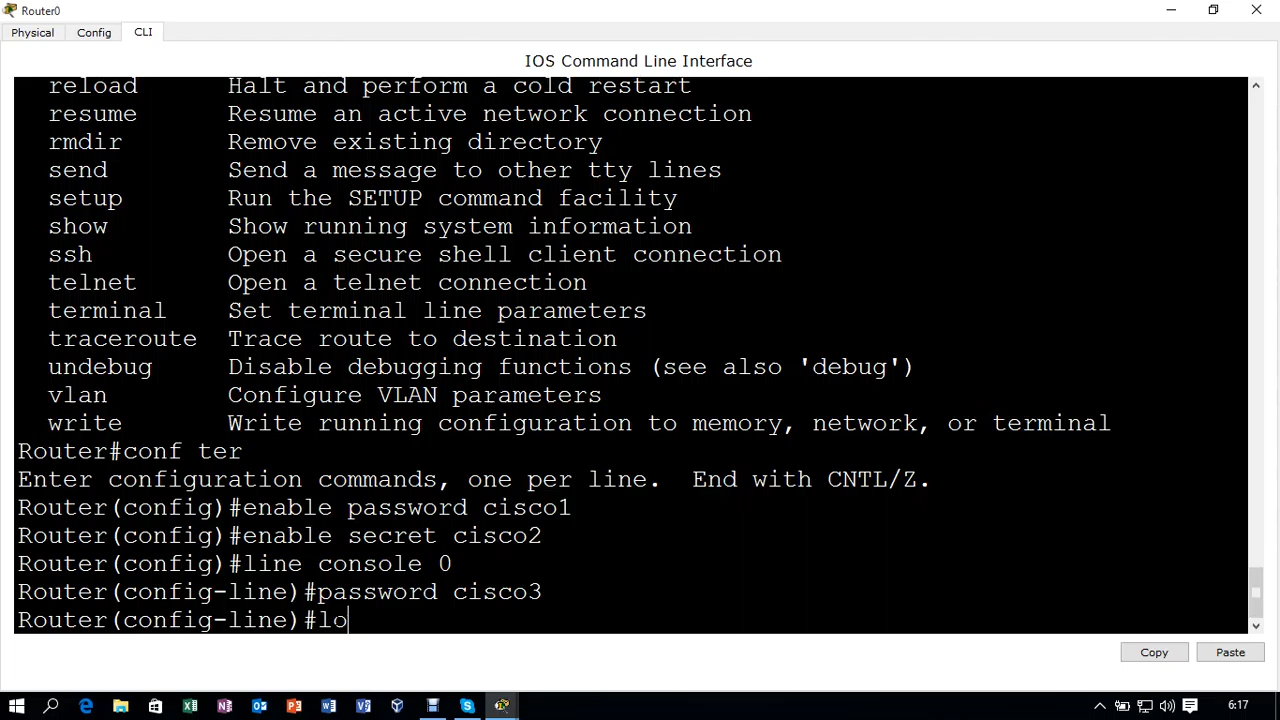 Router0
Physical Config CLI
IOS Command Line Interface
reload Halt and perform a cold restart
resume Resume an active network connection
rmdir Remove existing directory
send Send a message to other tty lines
setup Run the SETUP command facility
show Show running system information
ssh Open a secure shell client connection
telnet Open a telnet connection
terminal Set terminal line parameters
traceroute Trace route to destination
undebug Disable debugging functions (see also 'debug')
vlan Configure VLAN parameters
write Write running configuration to memory, network, or terminal
Router#conf ter
Enter configuration commands, one per line.  End with CNTL/Z.
Router(config)#enable password cisco1
Router(config)#enable secret cisco2
Router(config)#line console 0
Router(config-line)#password cisco3
Router(config-line)#lo
Copy Paste
6:17